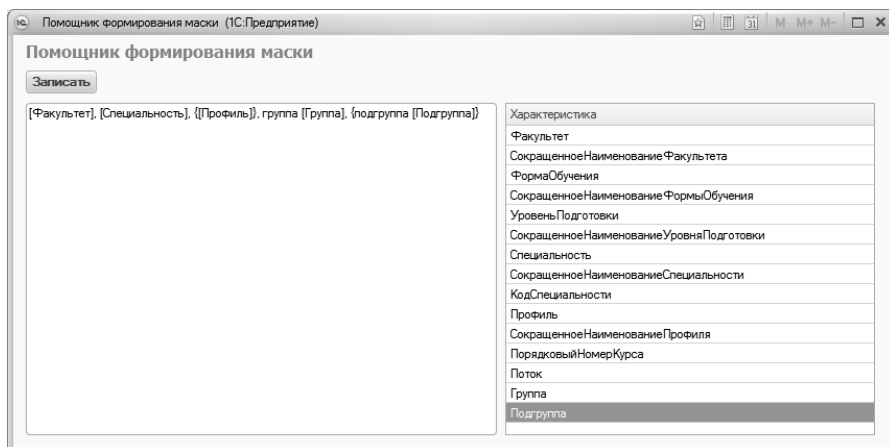 Помощник формирования маски (1С:Предприятие)
M M+ M-
Помощник формирования маски
Записать
[Факультет], [Специальность], {[Профиль]}, группа [Группа], {подгруппа [Подгруппа]}
Характеристика
Факультет
СокращенноеНаименованиеФакультета
ФормаОбучения
СокращенноеНаименованиеФормыОбучения
УровеньПодготовки
СокращенноеНаименованиеУровняПодготовки
Специальность
СокращенноеНаименованиеСпециальности
КодСпециальности
Профиль
СокращенноеНаименованиеПрофиля
ПорядковыйНомерКурса
Поток
Группа
Подгруппа